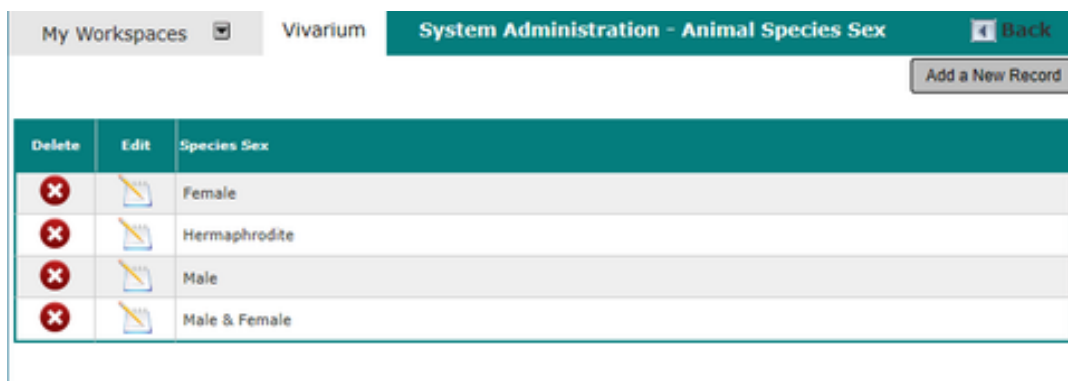 My Workspaces Vivarium System Administration - Animal Species Sex Back
Add a New Record
Delete Edit Species Sex
Female
Hermaphrodite
Male
Male & Female